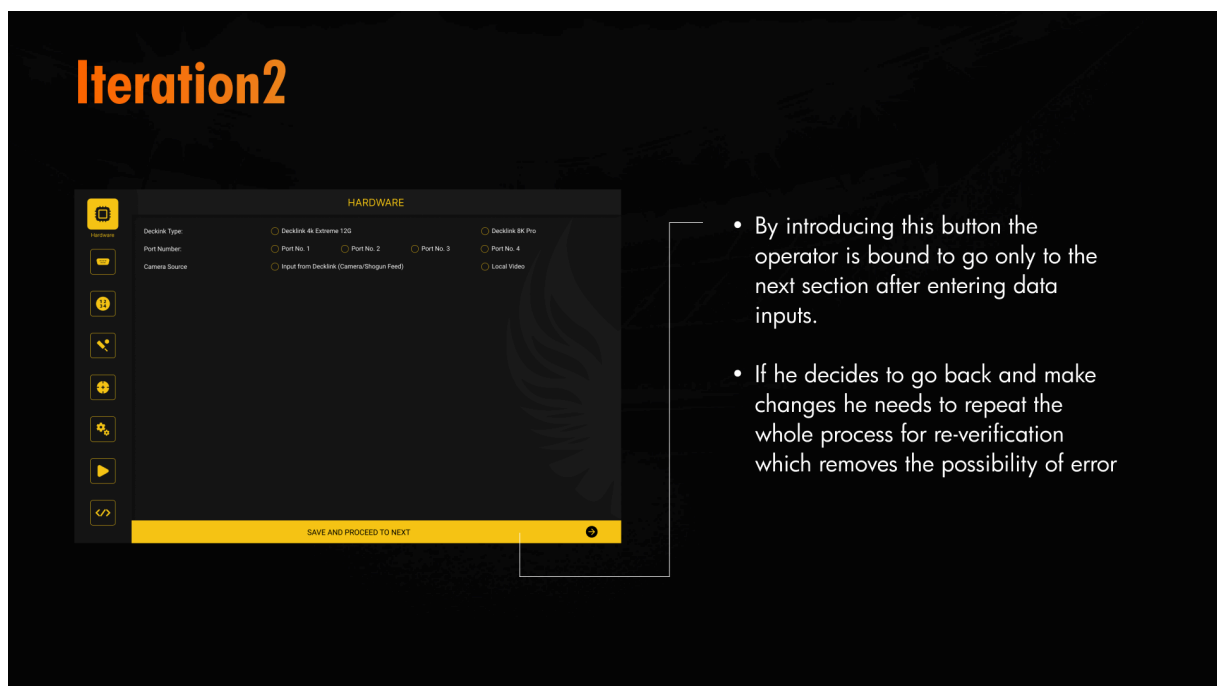 Iteration2
HARDWARE
Hardware
Deckink Type:
Decklink 4k Extreme 12G
Decklink 8K Pro
Port Number:
Port No. 1
Port No. 2
Port No. 3
Port No. 4
Camera Source
Input from Decklink (Camera/Shogun Feed)
Local Video
SAVE AND PROCEED TO NEXT
• By introducing this button the
operator is bound to go only to the
next section after entering data
inputs.
• If he decides to go back and make
changes he needs to repeat the
whole process for re-verification
which removes the possibility of error